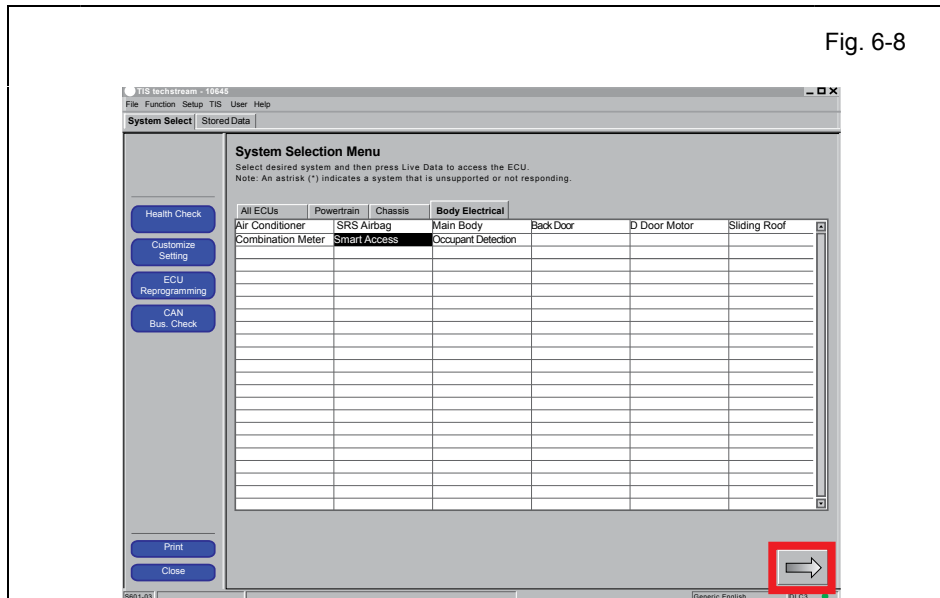 Fig. 6-8
TIS techstream - 10645
File Function Setup TIS User Help
System Select Stored Data
System Selection Menu
Select desired system and then press Live Data to access the ECU.
Note: An astrisk (*) indicates a system that is unsupported or not responding.
Health Check
Customize
Setting
ECU
Reprogramming
CAN
Bus. Check
All ECUs Powertrain Chassis Body Electrical
Air Conditioner SRS Airbag Main Body Back Door D Door Motor Sliding Roof
Combination Meter Smart Access Occupant Detection
Print
Close
S601-03 Generic English DLC3